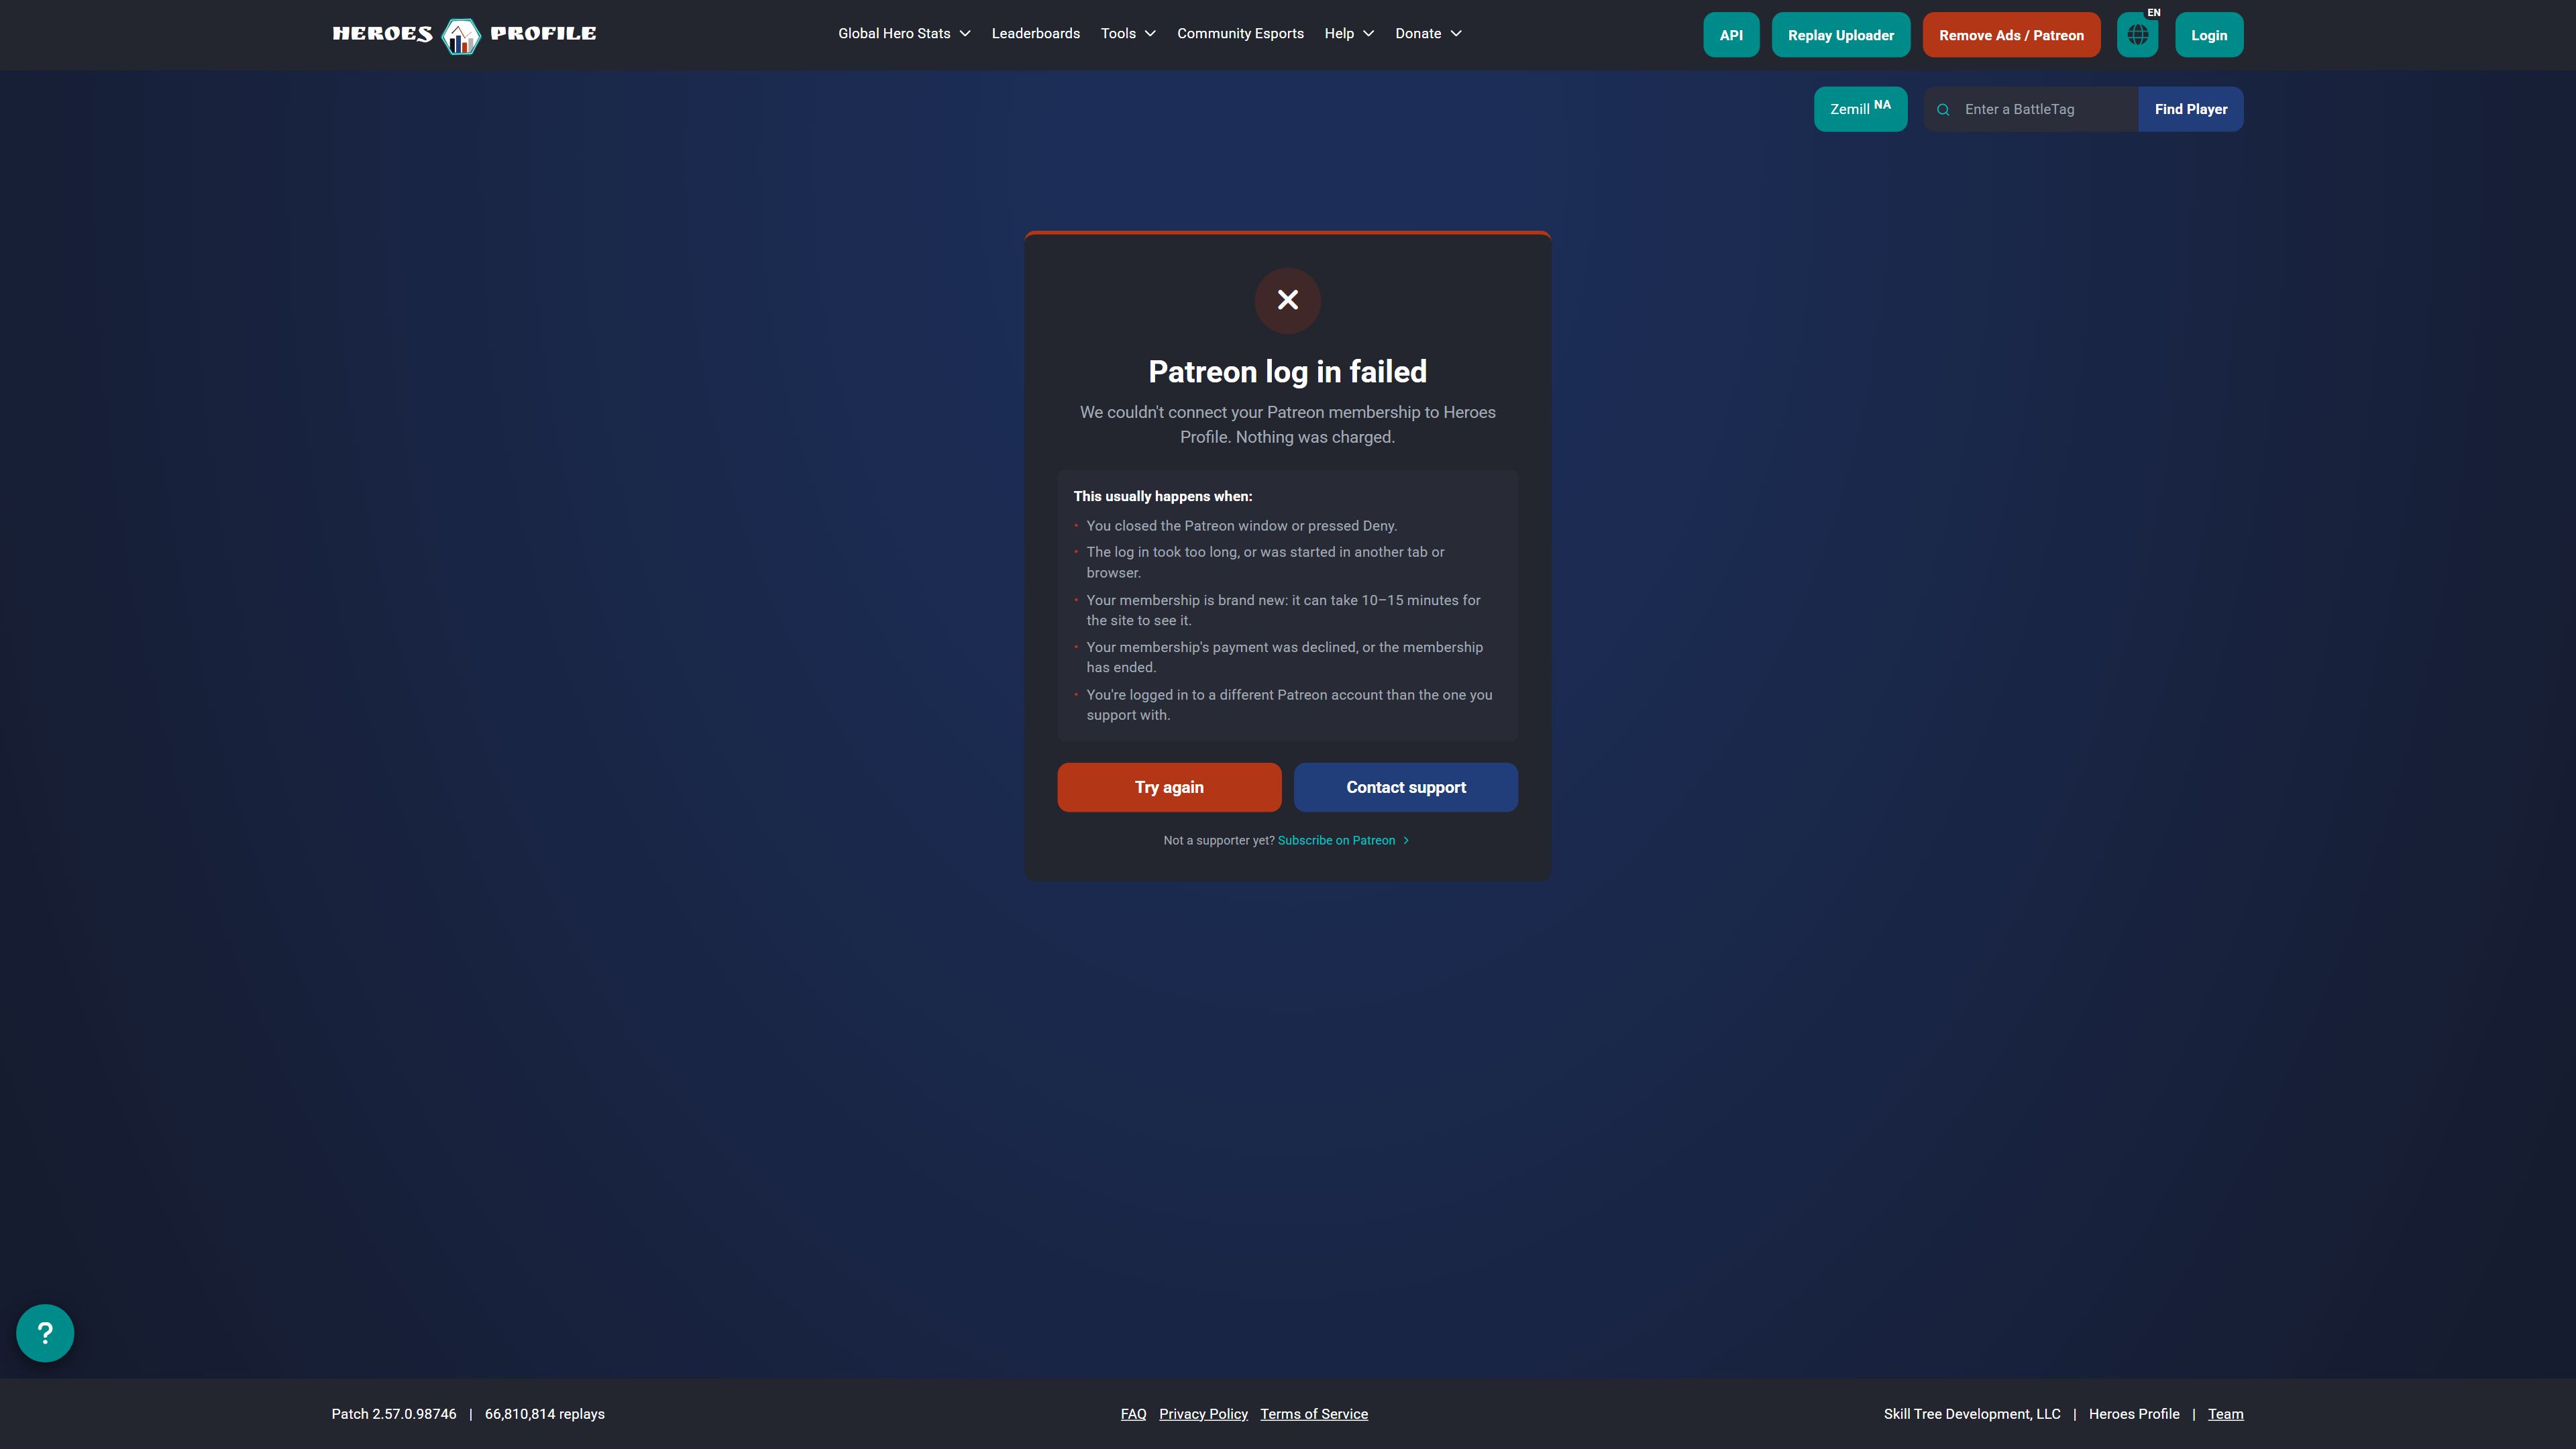 HEROES PROFILE
Global Hero Stats
Leaderboards
Tools
Community Esports
Help
Donate
API
Replay Uploader
Remove Ads / Patreon
EN
Login
Zemill NA
Enter a BattleTag
Find Player
Patreon log in failed
We couldn't connect your Patreon membership to Heroes
Profile. Nothing was charged.
This usually happens when:
• You closed the Patreon window or pressed Deny.
• The log in took too long, or was started in another tab or
browser.
• Your membership is brand new: it can take 10–15 minutes for
the site to see it.
• Your membership's payment was declined, or the membership
has ended.
• You're logged in to a different Patreon account than the one you
support with.
Try again
Contact support
Not a supporter yet? Subscribe on Patreon
?
Patch 2.57.0.98746 | 66,810,814 replays
FAQ Privacy Policy Terms of Service
Skill Tree Development, LLC | Heroes Profile | Team